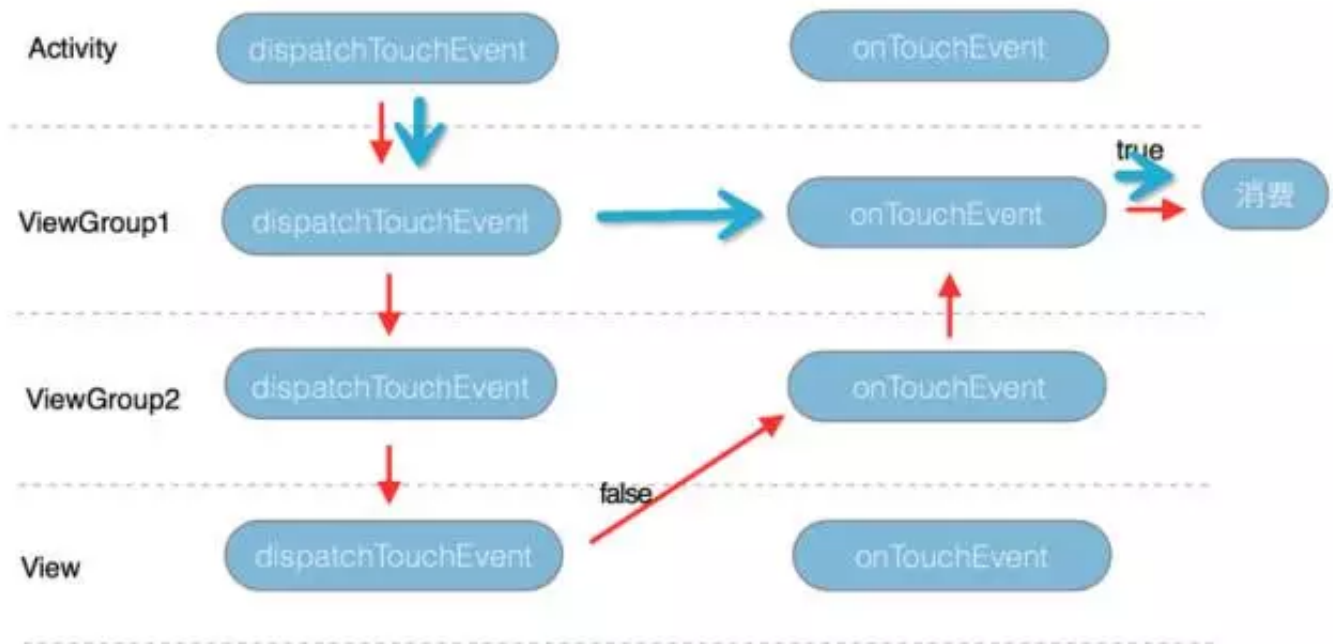 Activity
dispatchTouchEvent
onTouchEvent
true
ViewGroup1
dispatchTouchEvent
onTouchEvent
消费
ViewGroup2
dispatchTouchEvent
onTouchEvent
false
View
dispatchTouchEvent
onTouchEvent